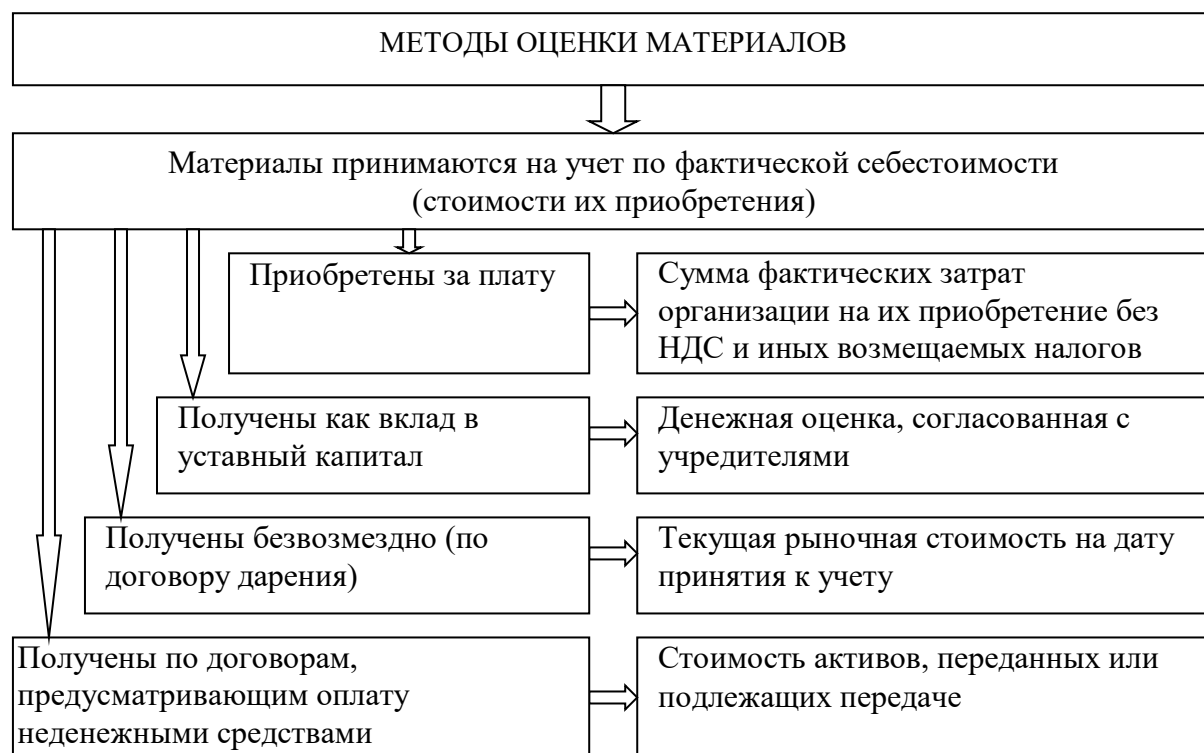 МЕТОДЫ ОЦЕНКИ МАТЕРИАЛОВ
Материалы принимаются на учет по фактической себестоимости
(стоимости их приобретения)
Приобретены за плату
Сумма фактических затрат
организации на их приобретение без
НДС и иных возмещаемых налогов
Получены как вклад в
уставный капитал
Денежная оценка, согласованная с
учредителями
Получены безвозмездно (по
договору дарения)
Текущая рыночная стоимость на дату
принятия к учету
Получены по договорам,
предусматривающим оплату
неденежными средствами
Стоимость активов, переданных или
подлежащих передаче